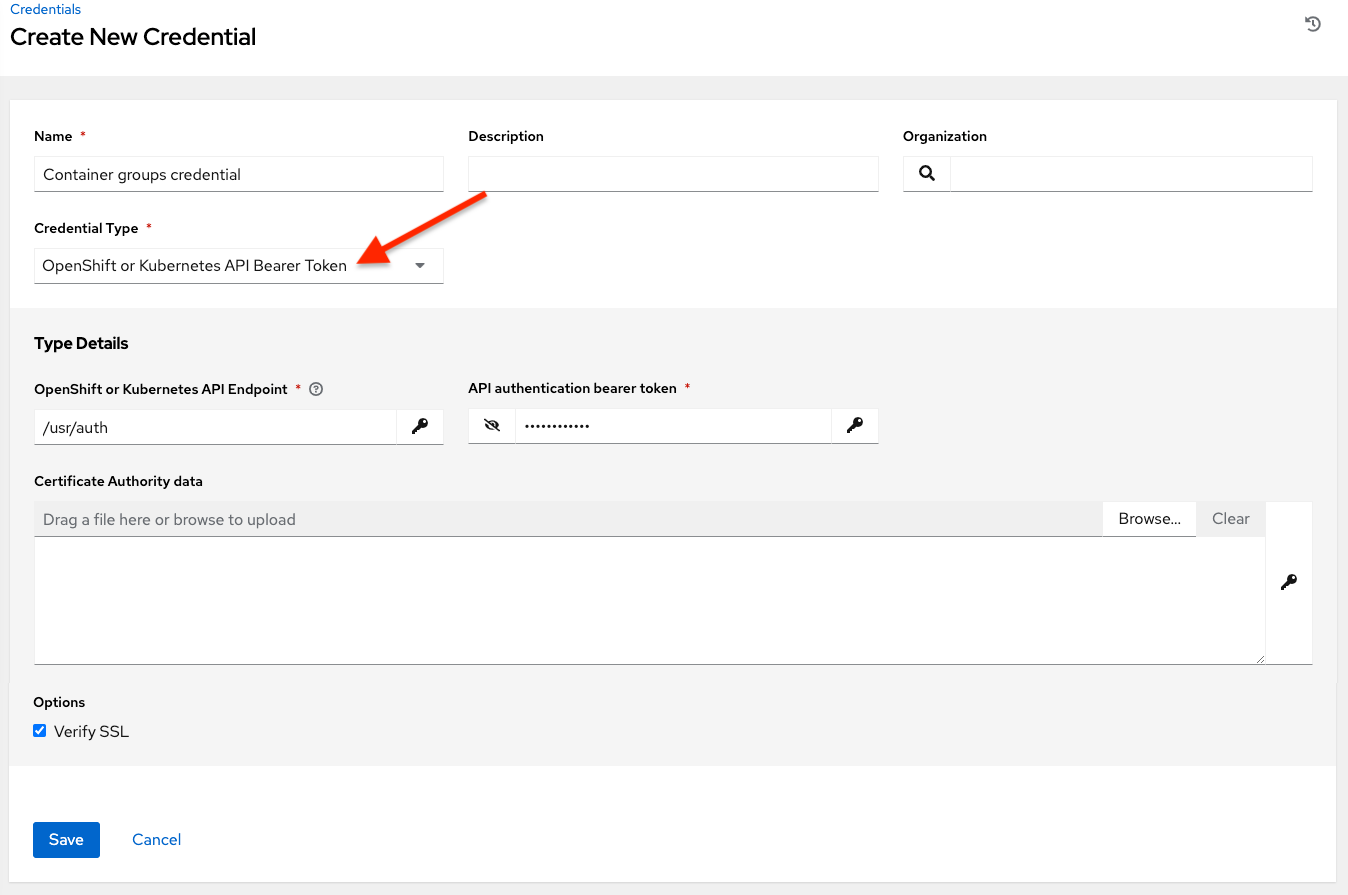 Credentials
Create New Credential
Name *
Description
Organization
Container groups credential
Credential Type *
OpenShift or Kubernetes API Bearer Token
Type Details
OpenShift or Kubernetes API Endpoint *
API authentication bearer token *
/usr/auth
••••••••••••
Certificate Authority data
Drag a file here or browse to upload
Browse...
Clear
Options
Verify SSL
Save
Cancel